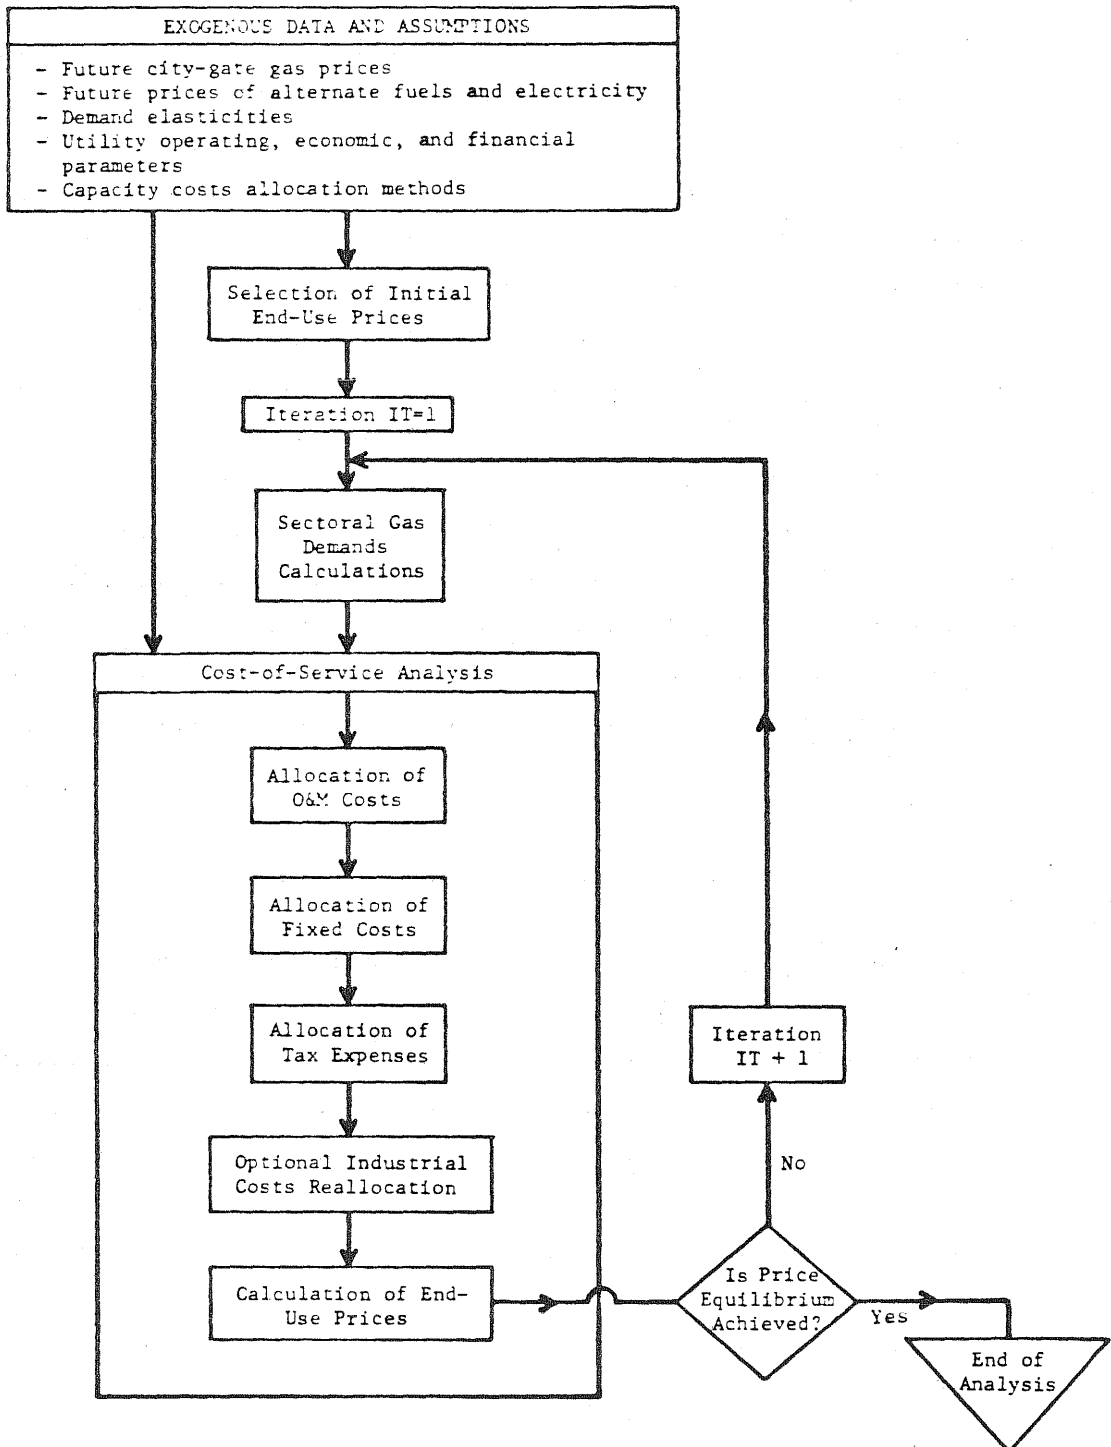 EXOGENOUS DATA AND ASSUMPTIONS
- Future city-gate gas prices
- Future prices of alternate fuels and electricity
- Demand elasticities
- Utility operating, economic, and financial
parameters
- Capacity costs allocation methods
Selection of Initial
End-Use Prices
Iteration IT=1
Sectoral Gas
Demands
Calculations
Cost-of-Service Analysis
Allocation of
O&M Costs
Allocation of
Fixed Costs
Allocation of
Tax Expenses
Optional Industrial
Costs Reallocation
Calculation of End-
Use Prices
Iteration
IT + 1
No
Is Price
Equilibrium
Achieved?
Yes
End of
Analysis